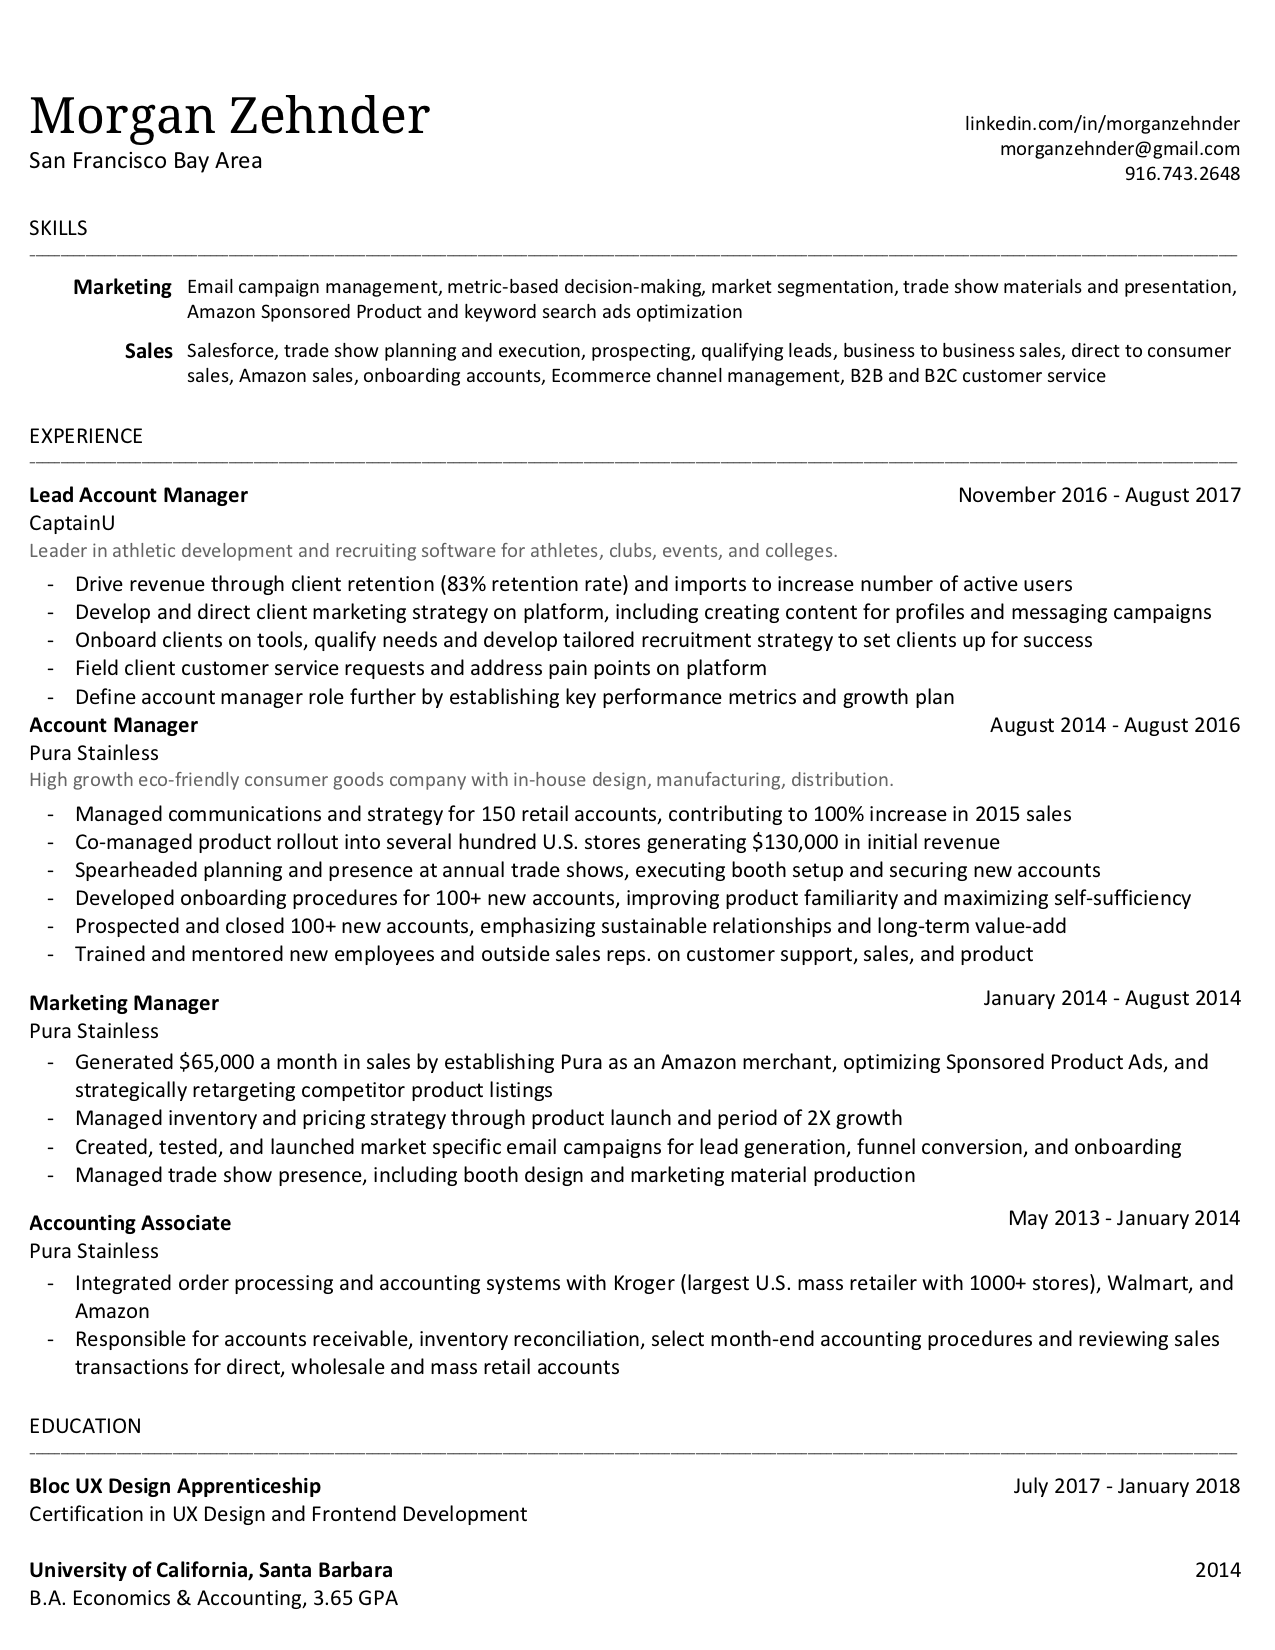 Morgan Zehnder
San Francisco Bay Area
linkedin.com/in/morganzehnder
morganzehnder@gmail.com
916.743.2648
SKILLS
Marketing Email campaign management, metric-based decision-making, market segmentation, trade show materials and presentation,
Amazon Sponsored Product and keyword search ads optimization
Sales Salesforce, trade show planning and execution, prospecting, qualifying leads, business to business sales, direct to consumer
sales, Amazon sales, onboarding accounts, Ecommerce channel management, B2B and B2C customer service
EXPERIENCE
Lead Account Manager November 2016 - August 2017
CaptainU
Leader in athletic development and recruiting software for athletes, clubs, events, and colleges.
- Drive revenue through client retention (83% retention rate) and imports to increase number of active users
- Develop and direct client marketing strategy on platform, including creating content for profiles and messaging campaigns
- Onboard clients on tools, qualify needs and develop tailored recruitment strategy to set clients up for success
- Field client customer service requests and address pain points on platform
- Define account manager role further by establishing key performance metrics and growth plan
Account Manager August 2014 - August 2016
Pura Stainless
High growth eco-friendly consumer goods company with in-house design, manufacturing, distribution.
- Managed communications and strategy for 150 retail accounts, contributing to 100% increase in 2015 sales
- Co-managed product rollout into several hundred U.S. stores generating $130,000 in initial revenue
- Spearheaded planning and presence at annual trade shows, executing booth setup and securing new accounts
- Developed onboarding procedures for 100+ new accounts, improving product familiarity and maximizing self-sufficiency
- Prospected and closed 100+ new accounts, emphasizing sustainable relationships and long-term value-add
- Trained and mentored new employees and outside sales reps. on customer support, sales, and product
Marketing Manager January 2014 - August 2014
Pura Stainless
- Generated $65,000 a month in sales by establishing Pura as an Amazon merchant, optimizing Sponsored Product Ads, and
strategically retargeting competitor product listings
- Managed inventory and pricing strategy through product launch and period of 2X growth
- Created, tested, and launched market specific email campaigns for lead generation, funnel conversion, and onboarding
- Managed trade show presence, including booth design and marketing material production
Accounting Associate May 2013 - January 2014
Pura Stainless
- Integrated order processing and accounting systems with Kroger (largest U.S. mass retailer with 1000+ stores), Walmart, and
Amazon
- Responsible for accounts receivable, inventory reconciliation, select month-end accounting procedures and reviewing sales
transactions for direct, wholesale and mass retail accounts
EDUCATION
Bloc UX Design Apprenticeship July 2017 - January 2018
Certification in UX Design and Frontend Development
University of California, Santa Barbara 2014
B.A. Economics & Accounting, 3.65 GPA